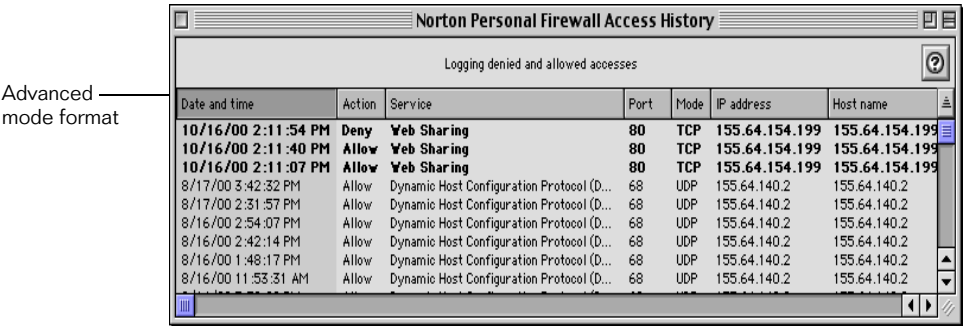 Norton Personal Firewall Access History
Logging denied and allowed accesses
?
Advanced
mode format
Date and time Action Service Port Mode IP address Host name
10/16/00 2:11:54 PM Deny Web Sharing 80 TCP 155.64.154.199 155.64.154.199
10/16/00 2:11:40 PM Allow Web Sharing 80 TCP 155.64.154.199 155.64.154.199
10/16/00 2:11:07 PM Allow Web Sharing 80 TCP 155.64.154.199 155.64.154.199
8/17/00 3:42:32 PM Allow Dynamic Host Configuration Protocol (D... 68 UDP 155.64.140.2 155.64.140.2
8/17/00 2:31:57 PM Allow Dynamic Host Configuration Protocol (D... 68 UDP 155.64.140.2 155.64.140.2
8/16/00 2:54:07 PM Allow Dynamic Host Configuration Protocol (D... 68 UDP 155.64.140.2 155.64.140.2
8/16/00 2:42:14 PM Allow Dynamic Host Configuration Protocol (D... 68 UDP 155.64.140.2 155.64.140.2
8/16/00 1:48:17 PM Allow Dynamic Host Configuration Protocol (D... 68 UDP 155.64.140.2 155.64.140.2
8/16/00 11:53:31 AM Allow Dynamic Host Configuration Protocol (D... 68 UDP 155.64.140.2 155.64.140.2